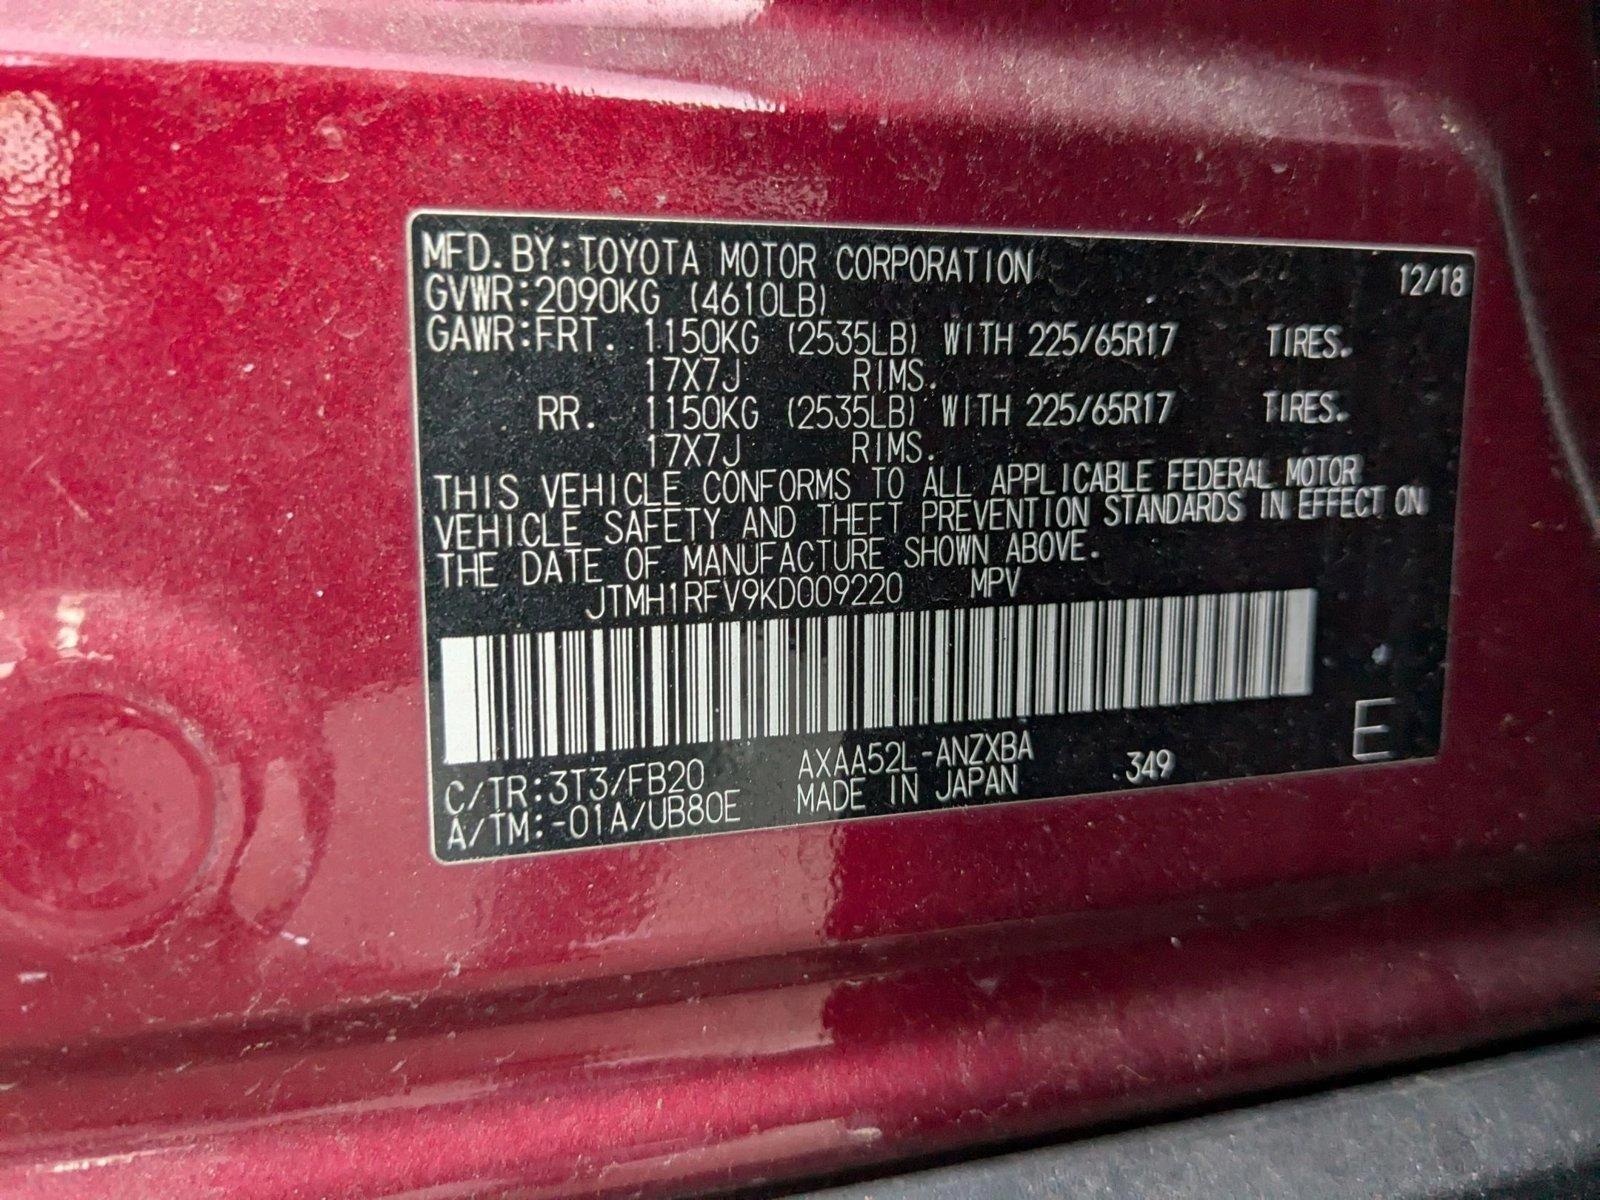 MFD. BY:TOYOTA MOTOR CORPORATION 12/18
GVWR:2090KG (4610LB)
GAWR:FRT. 1150KG (2535LB) WITH 225/65R17 TIRES.
17X7J RIMS.
RR. 1150KG (2535LB) WITH 225/65R17 TIRES.
17X7J RIMS.
THIS VEHICLE CONFORMS TO ALL APPLICABLE FEDERAL MOTOR
VEHICLE SAFETY AND THEFT PREVENTION STANDARDS IN EFFECT ON
THE DATE OF MANUFACTURE SHOWN ABOVE.
JTMH1RFV9KD009220 MPV
E
C/TR:3T3/FB20 AXAA52L-ANZXBA 349
A/TM:-01A/UB80E MADE IN JAPAN